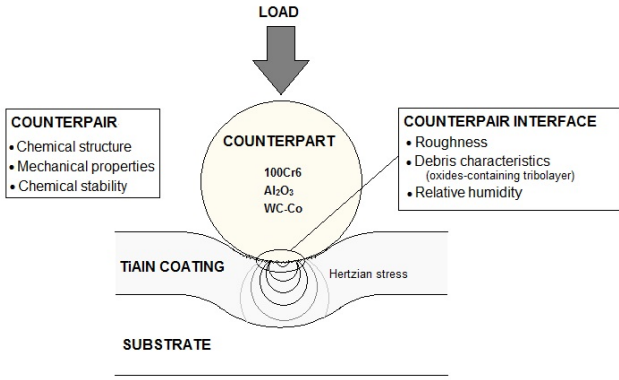 LOAD
COUNTERPAIR
• Chemical structure
• Mechanical properties
• Chemical stability
COUNTERPART
100Cr6
Al₂O₃
WC-Co
COUNTERPAIR INTERFACE
• Roughness
• Debris characteristics
(oxides-containing tribolayer)
• Relative humidity
TiAlN COATING
Hertzian stress
SUBSTRATE